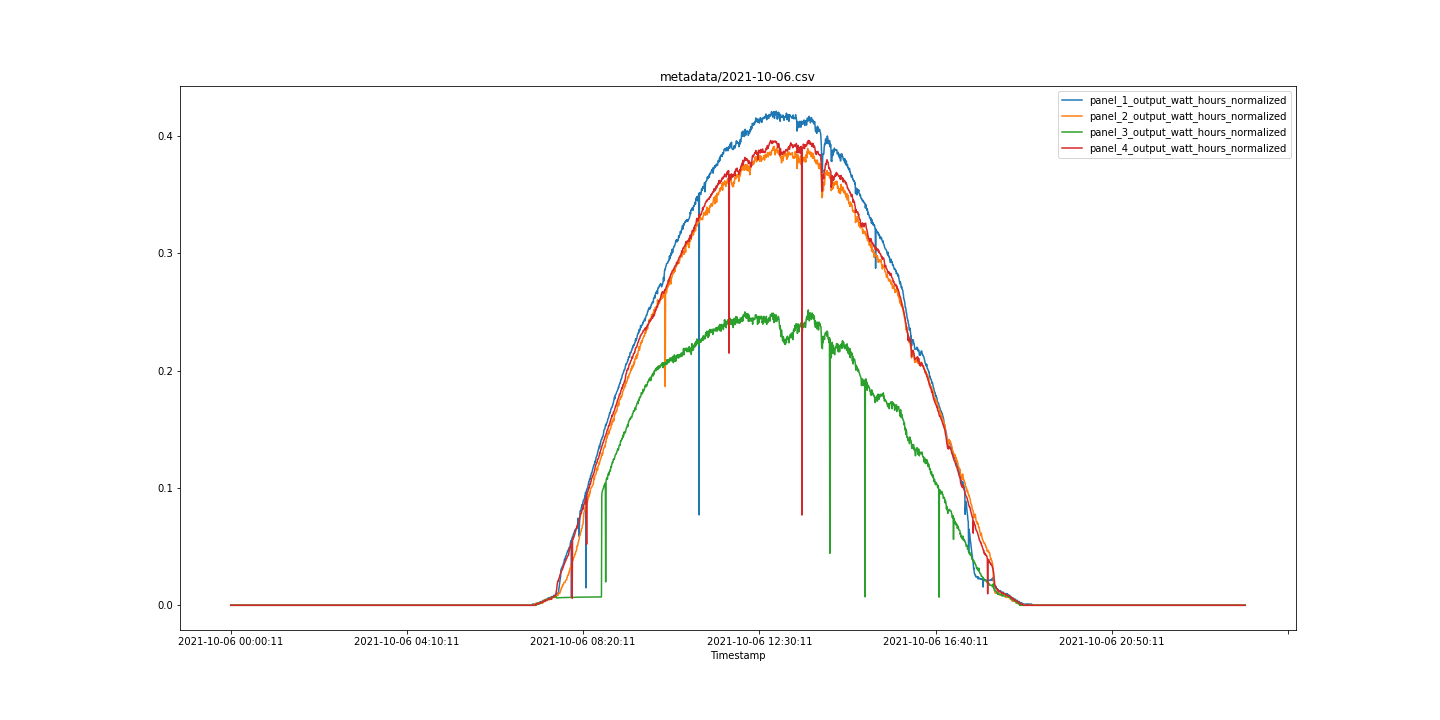 metadata/2021-10-06.csv
panel_1_output_watt_hours_normalized
panel_2_output_watt_hours_normalized
panel_3_output_watt_hours_normalized
panel_4_output_watt_hours_normalized
0.4
0.3
0.2
0.1
0.0
2021-10-06 00:00:11 2021-10-06 04:10:11 2021-10-06 08:20:11 2021-10-06 12:30:11 2021-10-06 16:40:11 2021-10-06 20:50:11
Timestamp